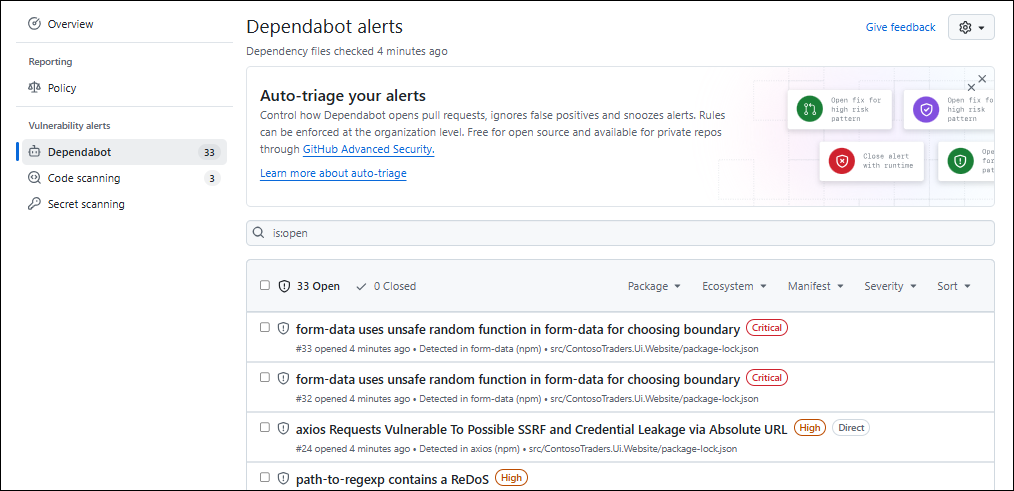 Overview
Reporting
Policy
Vulnerability alerts
Dependabot 33
Code scanning 3
Secret scanning
Dependabot alerts
Give feedback
Dependency files checked 4 minutes ago
Auto-triage your alerts
Control how Dependabot opens pull requests, ignores false positives and snoozes alerts. Rules
can be enforced at the organization level. Free for open source and available for private repos
through GitHub Advanced Security.
Learn more about auto-triage
Open fix for
high risk
pattern
Open fix fo
high risk
pattern
Close alert
with runtime
Ope
for
pat
is:open
33 Open 0 Closed Package Ecosystem Manifest Severity Sort
form-data uses unsafe random function in form-data for choosing boundary Critical
#33 opened 4 minutes ago • Detected in form-data (npm) • src/ContosoTraders.Ui.Website/package-lock.json
form-data uses unsafe random function in form-data for choosing boundary Critical
#32 opened 4 minutes ago • Detected in form-data (npm) • src/ContosoTraders.Ui.Website/package-lock.json
axios Requests Vulnerable To Possible SSRF and Credential Leakage via Absolute URL High Direct
#24 opened 4 minutes ago • Detected in axios (npm) • src/ContosoTraders.Ui.Website/package-lock.json
path-to-regexp contains a ReDoS High